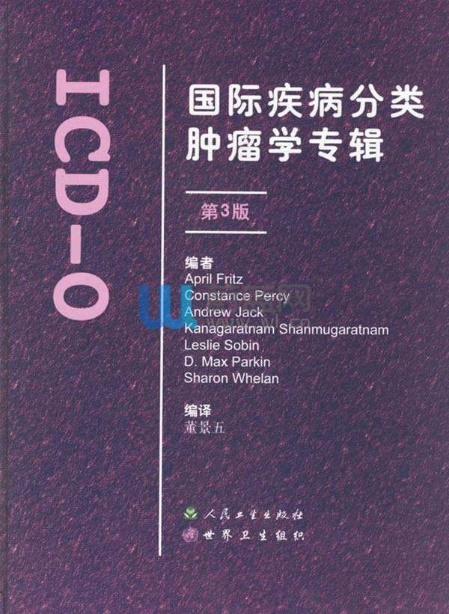 ICD-O
国际疾病分类
肿瘤学专辑
第3版
编者
April Fritz
Constance Percy
Andrew Jack
Kanagaratnam Shanmugaratnam
Leslie Sobin
D. Max Parkin
Sharon Whelan
编译
董景五
人民卫生出版社
世界卫生组织